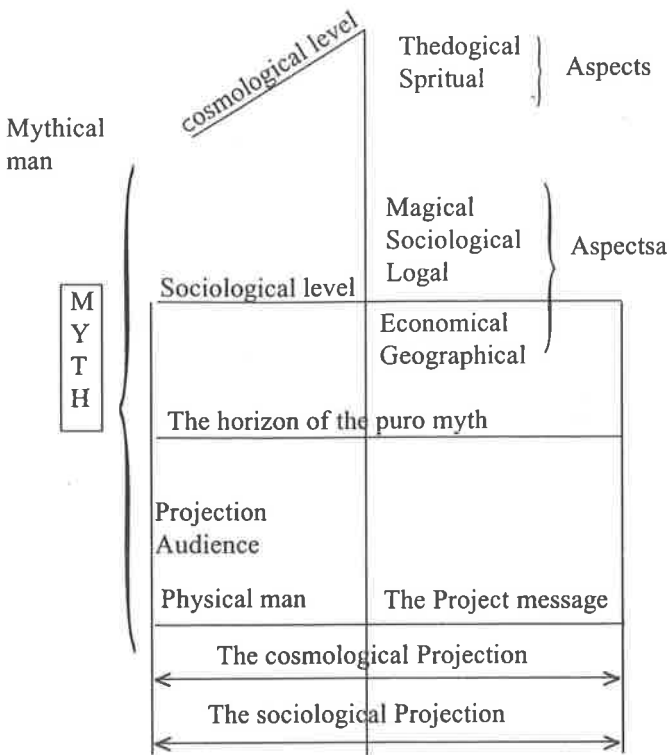 cosmological level
Thedogical
Spritual
Aspects
Mythical
man
Magical
Sociological
Logal
Aspectsa
Sociological level
M
Y
T
H
Economical
Geographical
The horizon of the puro myth
Projection
Audience
Physical man
The Project message
The cosmological Projection
The sociological Projection